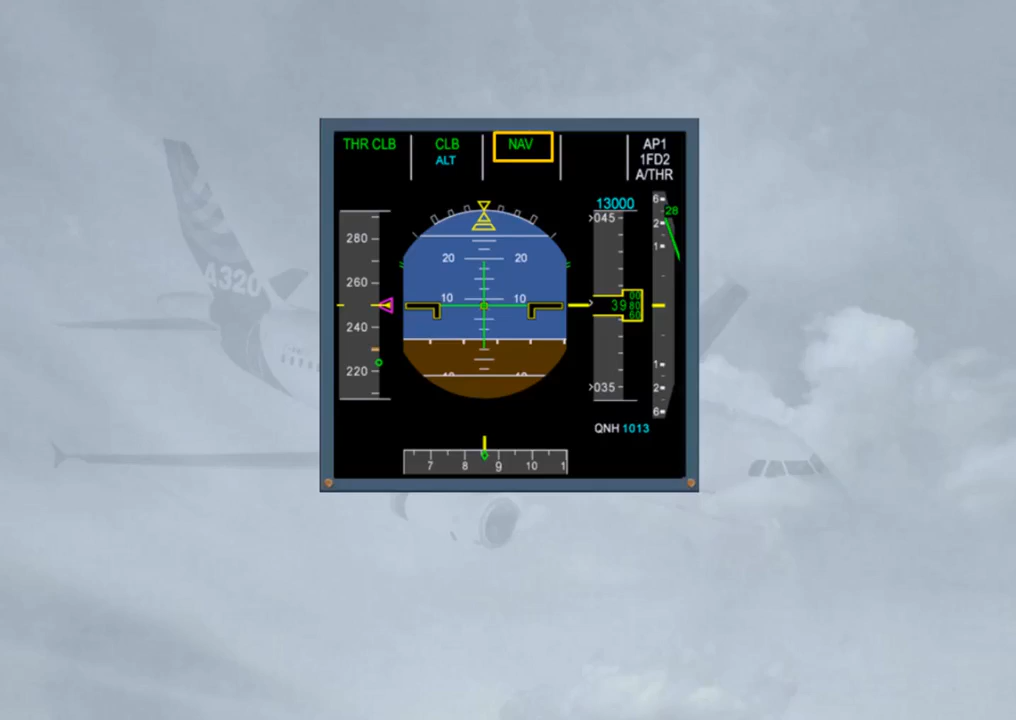 THR CLB CLB NAV AP1
ALT 1FD2
A/THR
13000 6
045 28
280 2
20 20 1
260
10 10 39 00
80
60
240
220 1
035 2
6
QNH 1013
7 8 9 10 1
A320